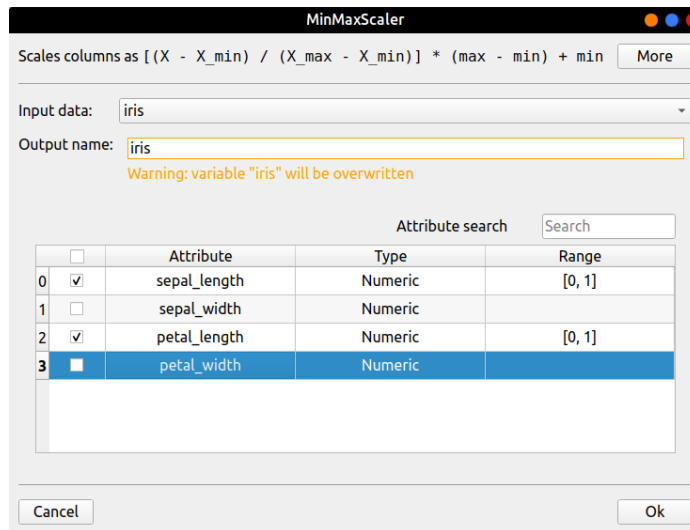 MinMaxScaler
Scales columns as [(X - X_min) / (X_max - X_min)] * (max - min) + min More
Input data: iris
Output name: iris
Warning: variable "iris" will be overwritten
Attribute search Search
Attribute Type Range
0 sepal_length Numeric [0, 1]
1 sepal_width Numeric
2 petal_length Numeric [0, 1]
3 petal_width Numeric
Cancel Ok